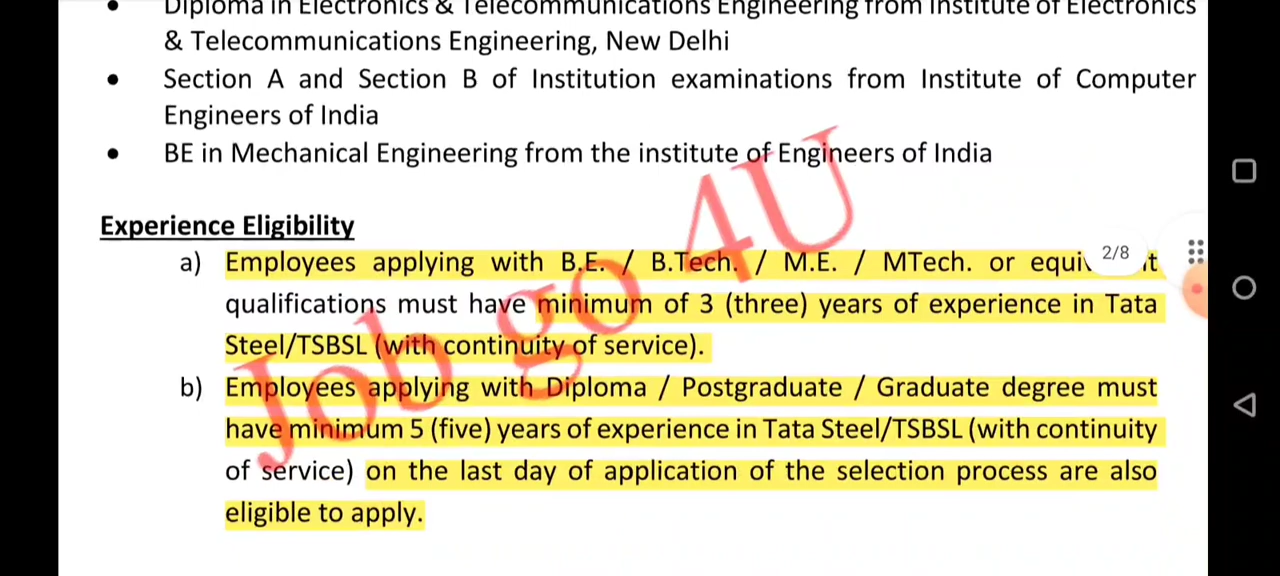 Diploma in Electronics & Telecommunications Engineering from Institute of Electronics
& Telecommunications Engineering, New Delhi
Section A and Section B of Institution examinations from Institute of Computer
Engineers of India
BE in Mechanical Engineering from the institute of Engineers of India
Experience Eligibility
a) Employees applying with B.E. / B.Tech. / M.E. / MTech. or
2/8
qualifications must have minimum of 3 (three) years of experience in Tata
Steel/TSBSL (with continuity of service).
b) Employees applying with Diploma / Postgraduate / Graduate degree must
have minimum 5 (five) years of experience in Tata Steel/TSBSL (with continuity
of service) on the last day of application of the selection process are also
eligible to apply.
Job go 4U